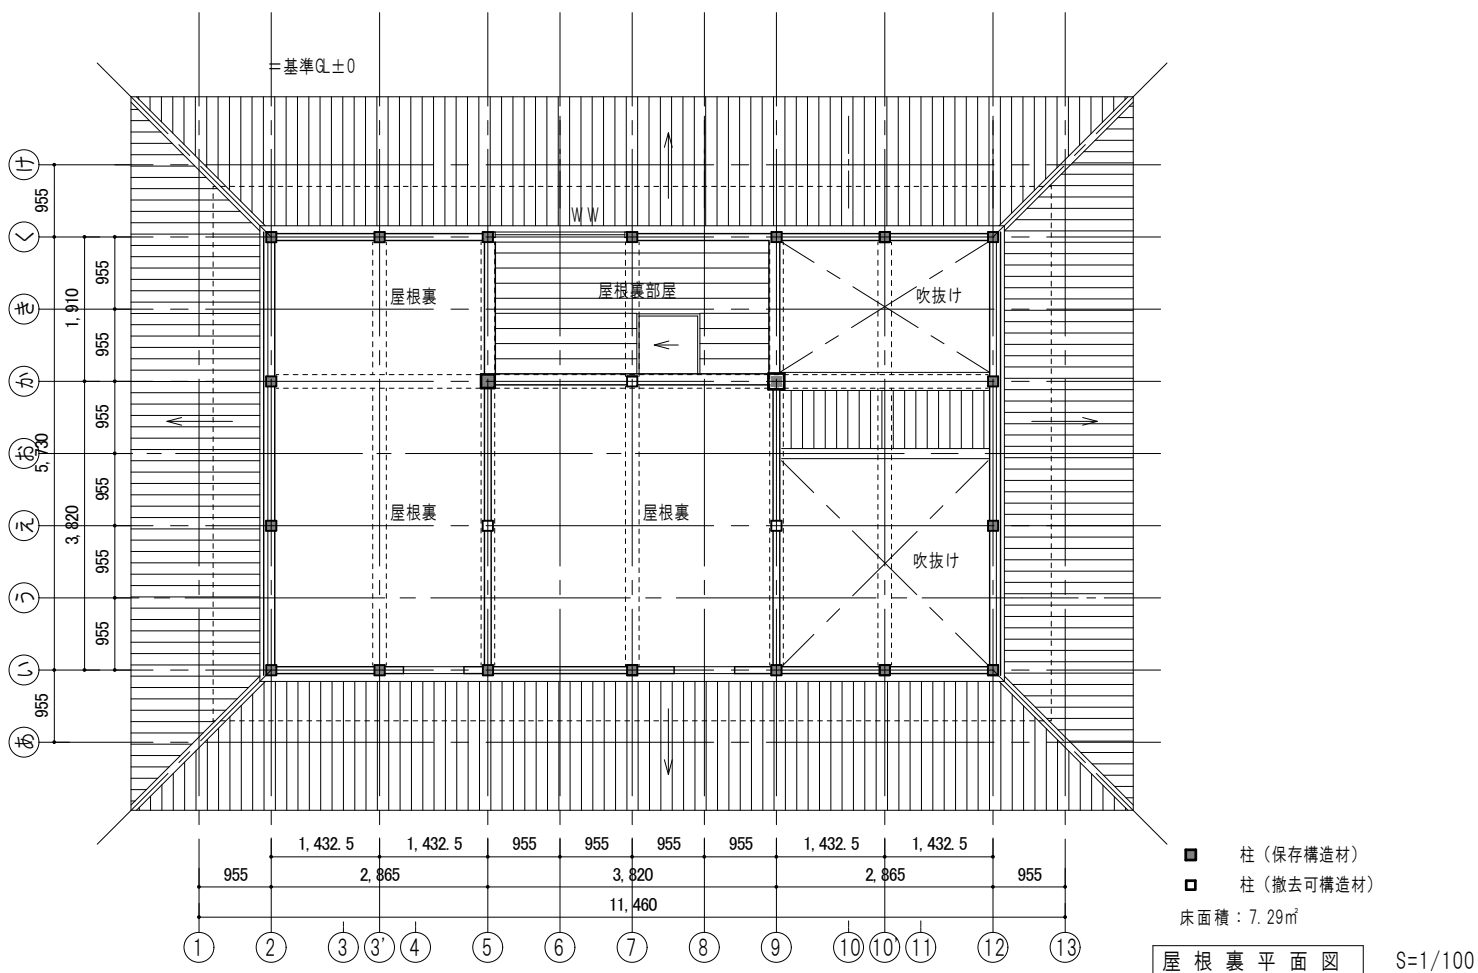 =基準GL±0
WW
け
955
く
955
1,910
屋根裏
屋根裏部屋
吹抜け
き
955
か
955
お
5,730
955
3,820
屋根裏
屋根裏
え
955
吹抜け
う
955
い
955
あ
1,432.5
1,432.5
955
955
955
955
1,432.5
1,432.5
955
2,865
3,820
2,865
955
11,460
1
2
3
3'
4
5
6
7
8
9
10
10'
11
12
13
柱（保存構造材）
柱（撤去可構造材）
床面積：7.29㎡
屋根裏平面図
S=1/100